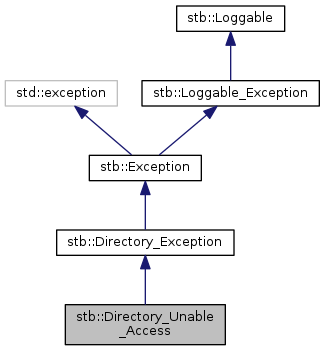 stb::Loggable
std::exception
stb::Loggable_Exception
stb::Exception
stb::Directory_Exception
stb::Directory_Unable
_Access